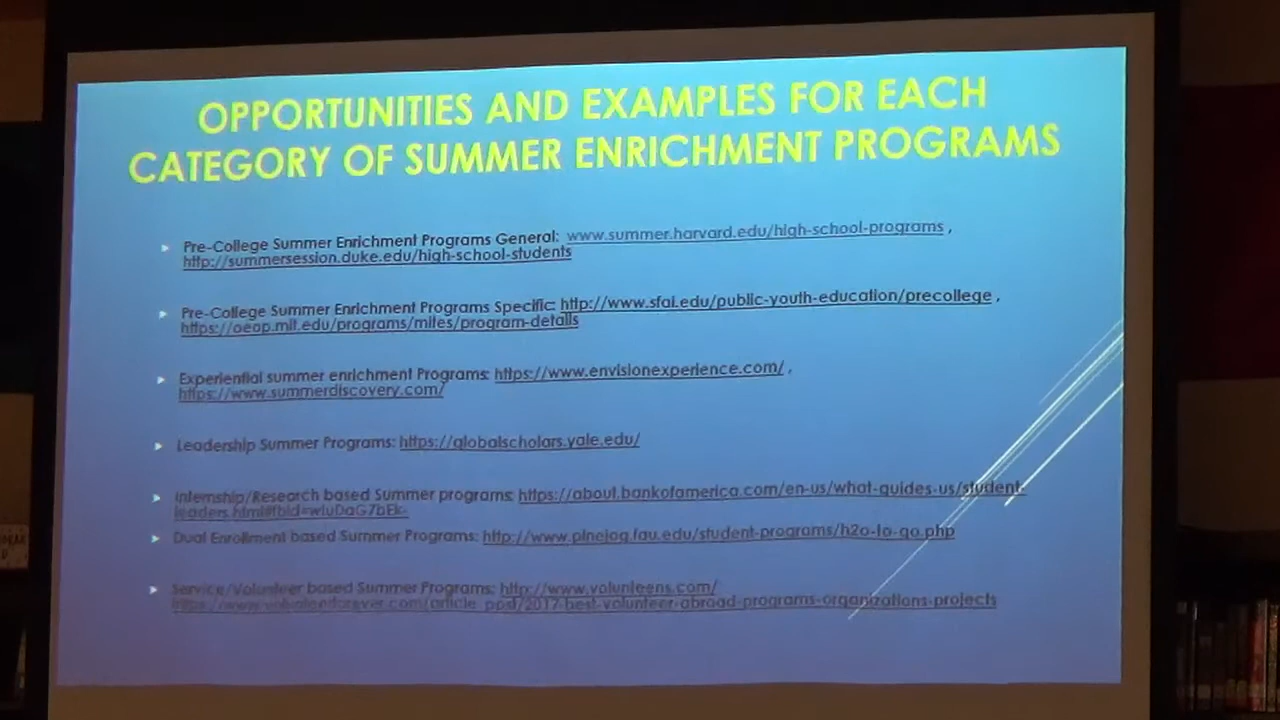 OPPORTUNITIES AND EXAMPLES FOR EACH
CATEGORY OF SUMMER ENRICHMENT PROGRAMS
Pre-College Summer Enrichment Programs General: www.summer.harvard.edu/high-school-programs ,
http://summersession.duke.edu/high-school-students
Pre-College Summer Enrichment Programs Specific: http://www.sfai.edu/public-youth-education/precollege ,
https://oeop.mit.edu/programs/mites/program-details
Experiential summer enrichment Programs: https://www.envisionexperience.com/ ,
https://www.summerdiscovery.com/
Leadership Summer Programs: https://globalscholars.yale.edu/
Internship/Research based Summer programs: https://about.bankofamerica.com/en-us/what-guides-us/student-
Dual Enrollment based Summer Programs: http://www.pinejog.fau.edu/student-programs/h2o-to-go.php
Service/Volunteer based Summer Programs: http://www.volunteens.com/